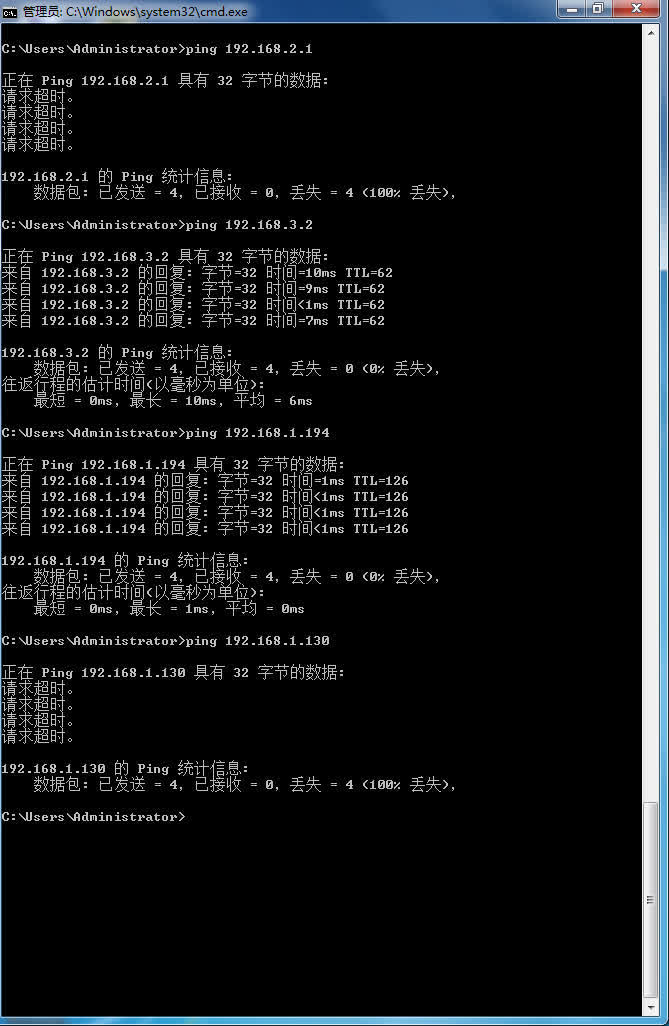 管理员: C:\Windows\system32\cmd.exe
C:\Users\Administrator>ping 192.168.2.1
正在 Ping 192.168.2.1 具有 32 字节的数据:
请求超时。
请求超时。
请求超时。
请求超时。
192.168.2.1 的 Ping 统计信息:
数据包: 已发送 = 4, 已接收 = 0, 丢失 = 4 (100% 丢失),
C:\Users\Administrator>ping 192.168.3.2
正在 Ping 192.168.3.2 具有 32 字节的数据:
来自 192.168.3.2 的回复: 字节=32 时间=10ms TTL=62
来自 192.168.3.2 的回复: 字节=32 时间=9ms TTL=62
来自 192.168.3.2 的回复: 字节=32 时间<1ms TTL=62
来自 192.168.3.2 的回复: 字节=32 时间=7ms TTL=62
192.168.3.2 的 Ping 统计信息:
数据包: 已发送 = 4, 已接收 = 4, 丢失 = 0 (0% 丢失),
往返行程的估计时间(以毫秒为单位):
最短 = 0ms, 最长 = 10ms, 平均 = 6ms
C:\Users\Administrator>ping 192.168.1.194
正在 Ping 192.168.1.194 具有 32 字节的数据:
来自 192.168.1.194 的回复: 字节=32 时间=1ms TTL=126
来自 192.168.1.194 的回复: 字节=32 时间<1ms TTL=126
来自 192.168.1.194 的回复: 字节=32 时间<1ms TTL=126
来自 192.168.1.194 的回复: 字节=32 时间<1ms TTL=126
192.168.1.194 的 Ping 统计信息:
数据包: 已发送 = 4, 已接收 = 4, 丢失 = 0 (0% 丢失),
往返行程的估计时间(以毫秒为单位):
最短 = 0ms, 最长 = 1ms, 平均 = 0ms
C:\Users\Administrator>ping 192.168.1.130
正在 Ping 192.168.1.130 具有 32 字节的数据:
请求超时。
请求超时。
请求超时。
请求超时。
192.168.1.130 的 Ping 统计信息:
数据包: 已发送 = 4, 已接收 = 0, 丢失 = 4 (100% 丢失),
C:\Users\Administrator>